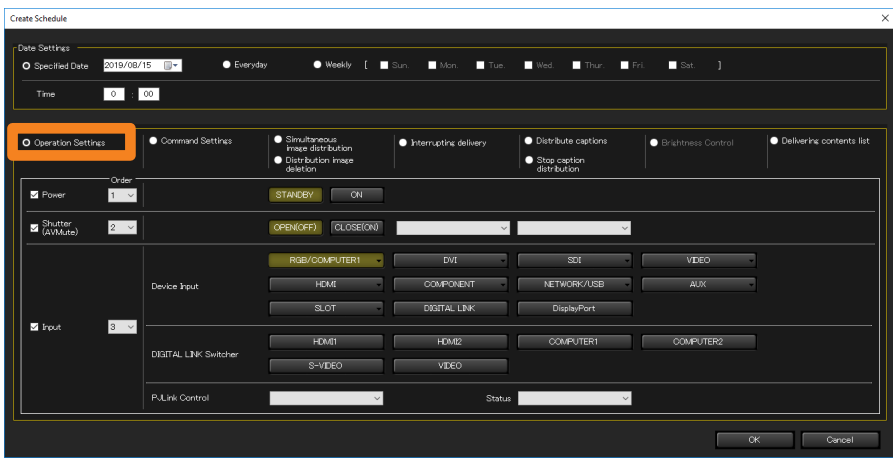 Create Schedule
Date Settings
Specified Date 2019/08/15 Everyday Weekly [ Sun. Mon. Tue. Wed. Thur. Fri. Sat. ]
Time 0 : 00
Operation Settings Command Settings Simultaneous image distribution Interrupting delivery Distribute captions Brightness Control Delivering contents list
Distribution image deletion Stop caption distribution
Order
Power 1 STANDBY ON
Shutter (AVMute) 2 OPEN(OFF) CLOSE(ON)
RGB/COMPUTER1 DVI SDI VIDEO
Device Input HDMI COMPONENT NETWORK/USB AUX
SLOT DIGITAL LINK DisplayPort
Input 3
HDMI1 HDMI2 COMPUTER1 COMPUTER2
DIGITAL LINK Switcher
S-VIDEO VIDEO
PJLink Control Status
OK Cancel